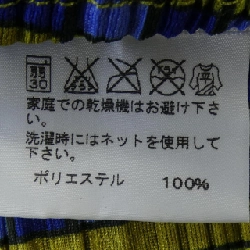 弱
30
家庭での乾燥機はお避け下さ
い。
洗濯時にはネットを使用して
下さい。
ポリエステル 100%